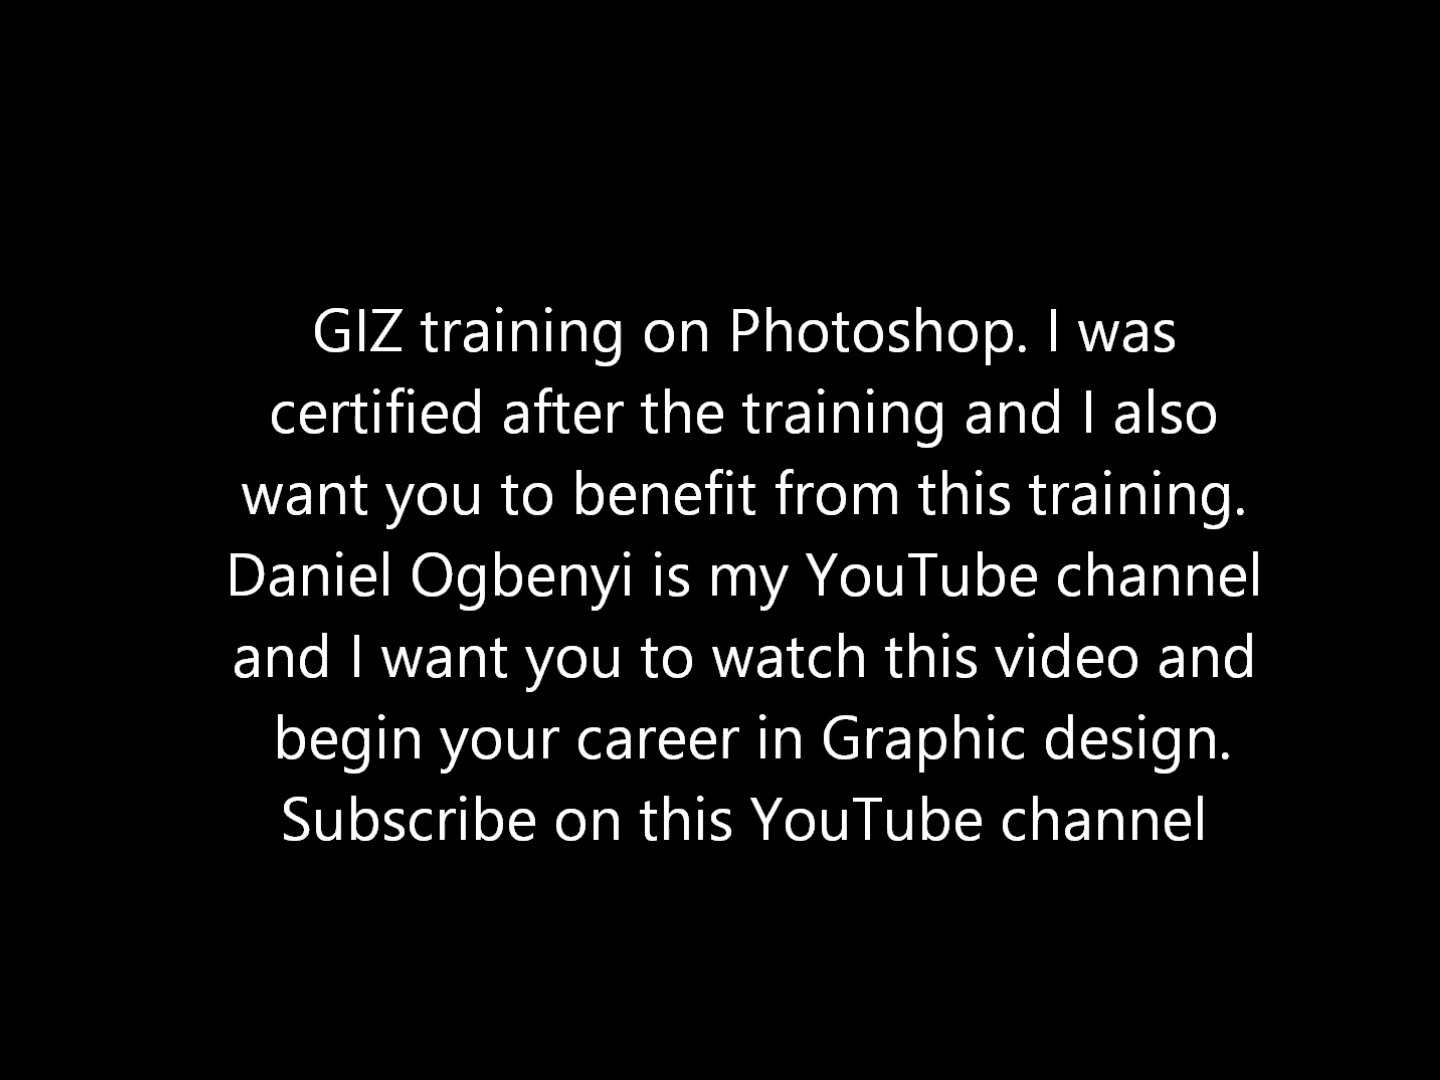 GIZ training on Photoshop. I was
certified after the training and I also
want you to benefit from this training.
Daniel Ogbenyi is my YouTube channel
and I want you to watch this video and
begin your career in Graphic design.
Subscribe on this YouTube channel